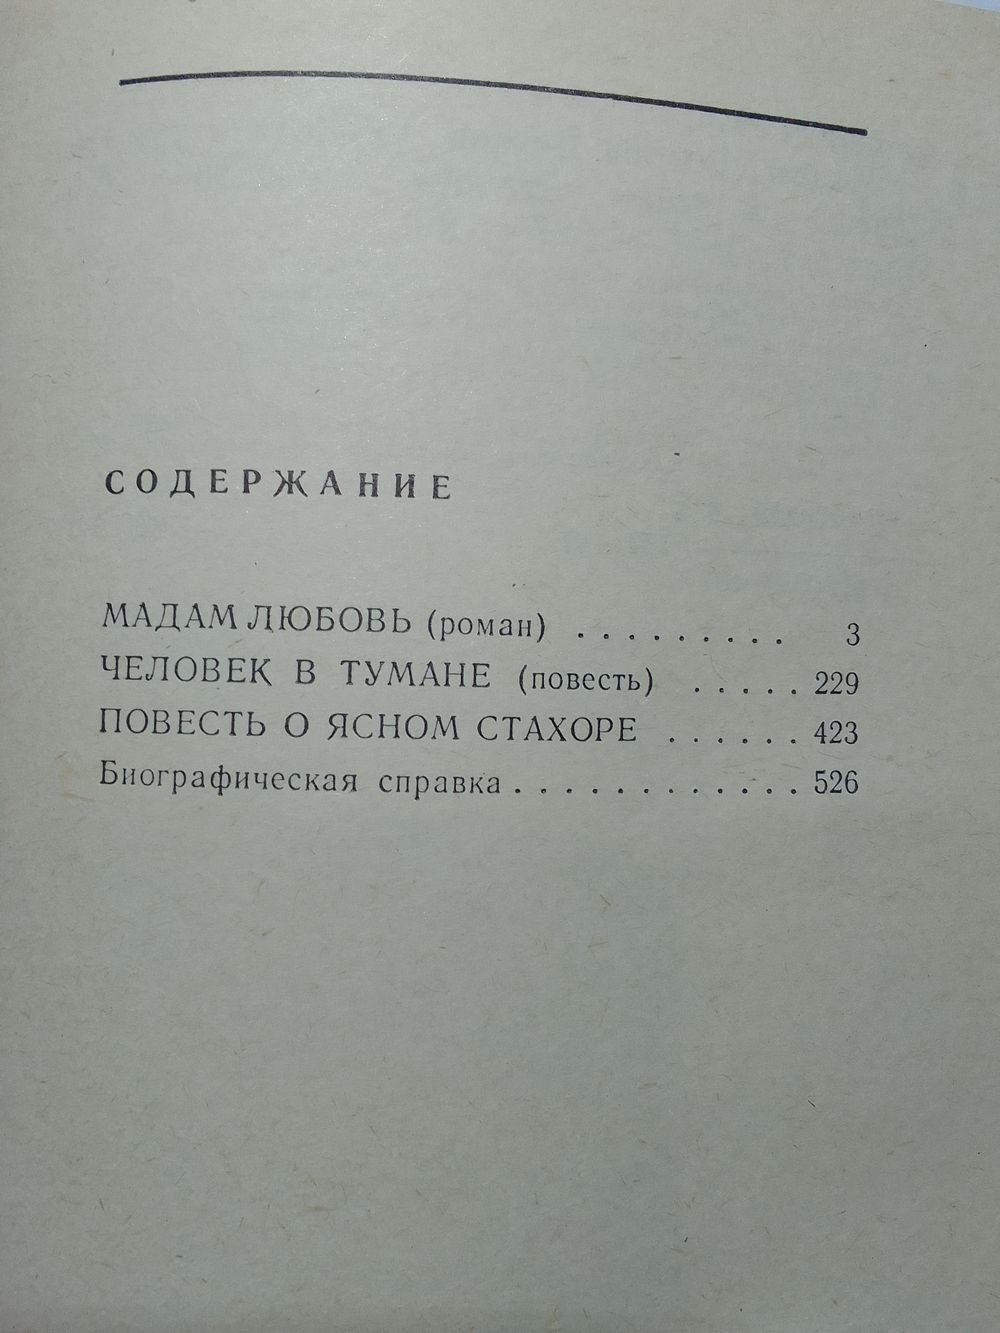 СОДЕРЖАНИЕ
МАДАМ ЛЮБОВЬ (роман) . . . . . . . . . 3
ЧЕЛОВЕК В ТУМАНЕ (повесть) . . . . . 229
ПОВЕСТЬ О ЯСНОМ СТАХОРЕ . . . . . . 423
Биографическая справка . . . . . . . . . . . . 526